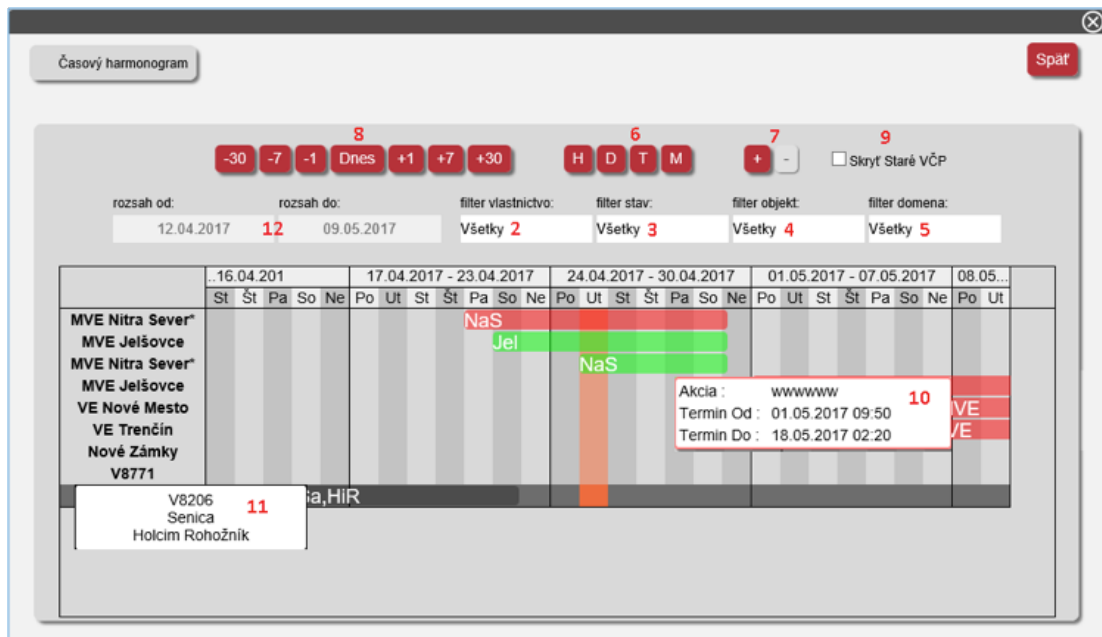 Časový harmonogram
Späť
8 6 7 9
-30 -7 -1 Dnes +1 +7 +30 H D T M + - Skryť Staré VČP
rozsah od: rozsah do: filter vlastnictvo: filter stav: filter objekt: filter domena:
12.04.2017 12 09.05.2017 Všetky 2 Všetky 3 Všetky 4 Všetky 5
..16.04.201 17.04.2017 - 23.04.2017 24.04.2017 - 30.04.2017 01.05.2017 - 07.05.2017 08.05...
St Št Pa So Ne Po Ut St Št Pa So Ne Po Ut St Št Pa So Ne Po Ut St Št Pa So Ne Po Ut
MVE Nitra Sever* NaS
MVE Jelšovce Jel
MVE Nitra Sever* NaS
MVE Jelšovce
VE Nové Mesto
VE Trenčín
Nové Zámky
V8771
Akcia : wwwwww 10
Termin Od : 01.05.2017 09:50
Termin Do : 18.05.2017 02:20
V8206 11
Senica
Holcim Rohožník